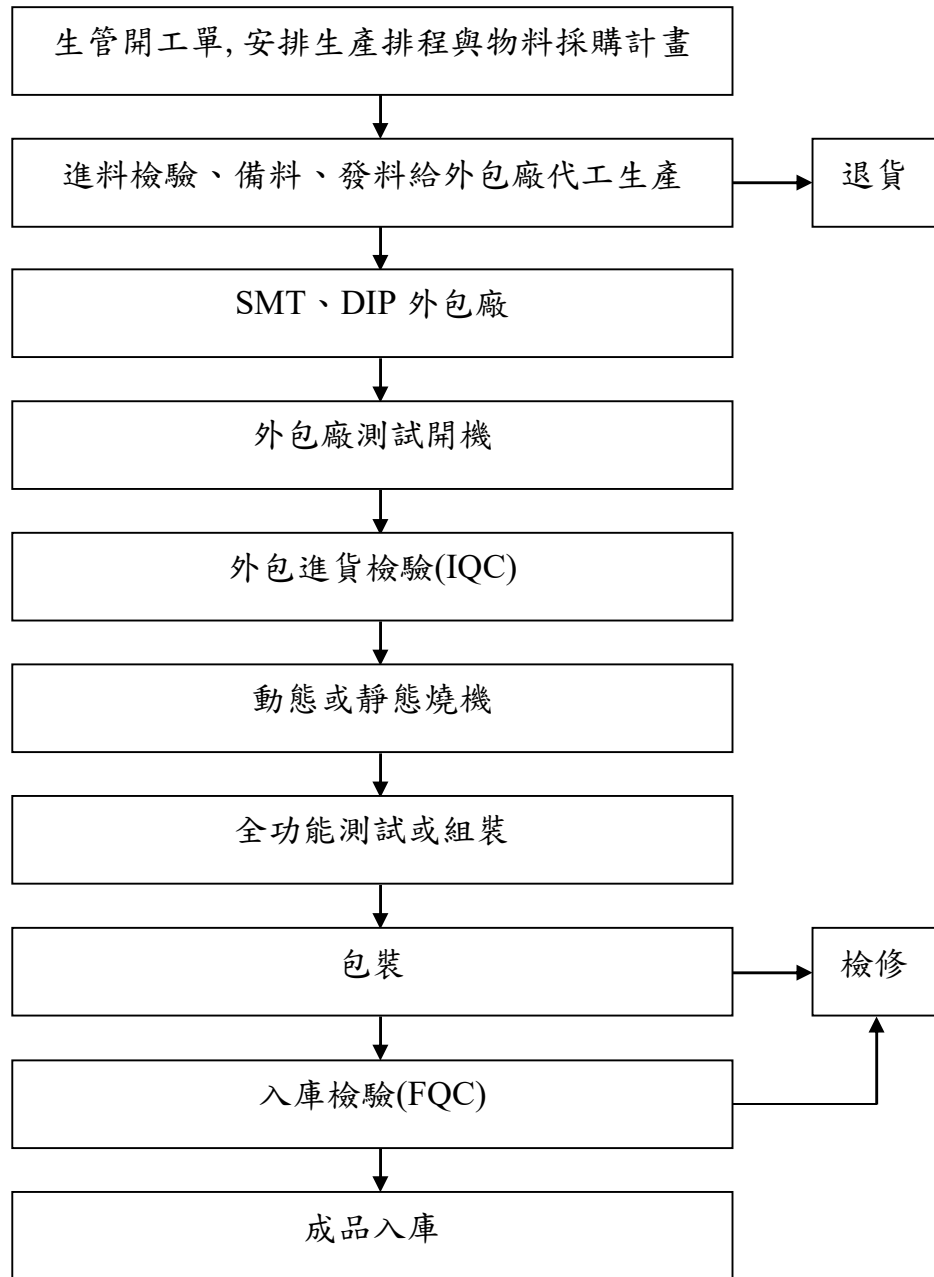 生管開工單, 安排生產排程與物料採購計畫
進料檢驗、備料、發料給外包廠代工生產
退貨
SMT、DIP 外包廠
外包廠測試開機
外包進貨檢驗(IQC)
動態或靜態燒機
全功能測試或組裝
包裝
檢修
入庫檢驗(FQC)
成品入庫